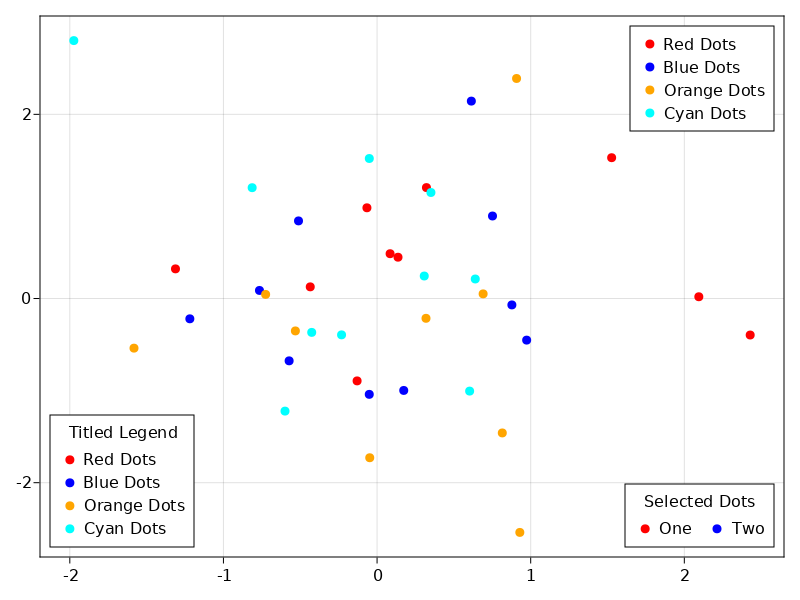 Red Dots
Blue Dots
Orange Dots
Cyan Dots
2
0
-2
Titled Legend
Red Dots
Blue Dots
Orange Dots
Cyan Dots
Selected Dots
One Two
-2 -1 0 1 2